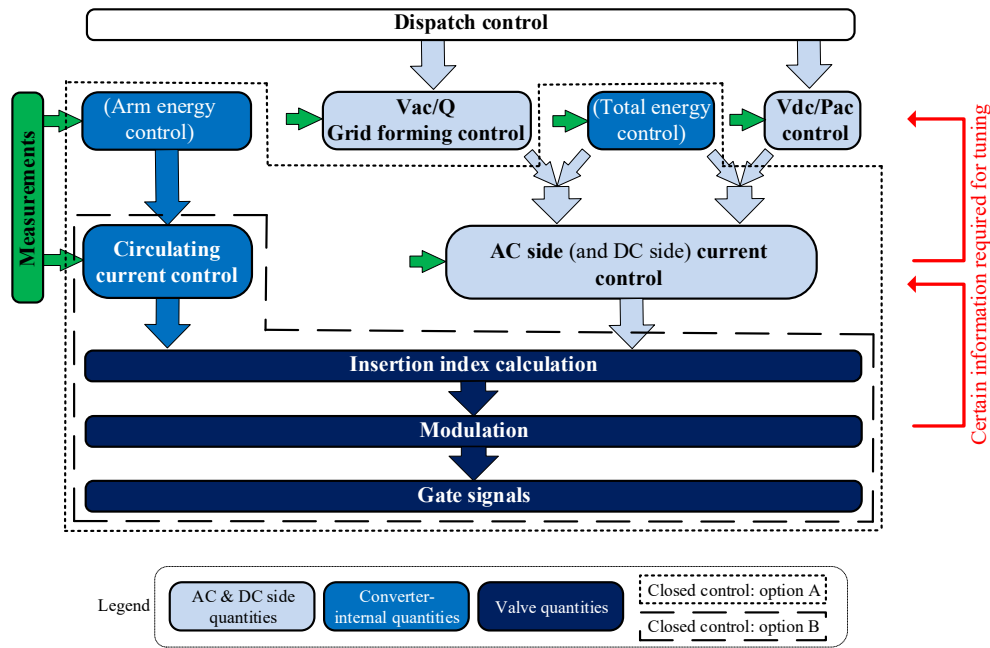 Dispatch control
Measurements
(Arm energy
control)
Vac/Q
Grid forming control
(Total energy
control)
Vdc/Pac
control
Circulating
current control
AC side (and DC side) current
control
Certain information required for tuning
Insertion index calculation
Modulation
Gate signals
Legend
AC & DC side
quantities
Converter-
internal quantities
Valve quantities
Closed control: option A
Closed control: option B